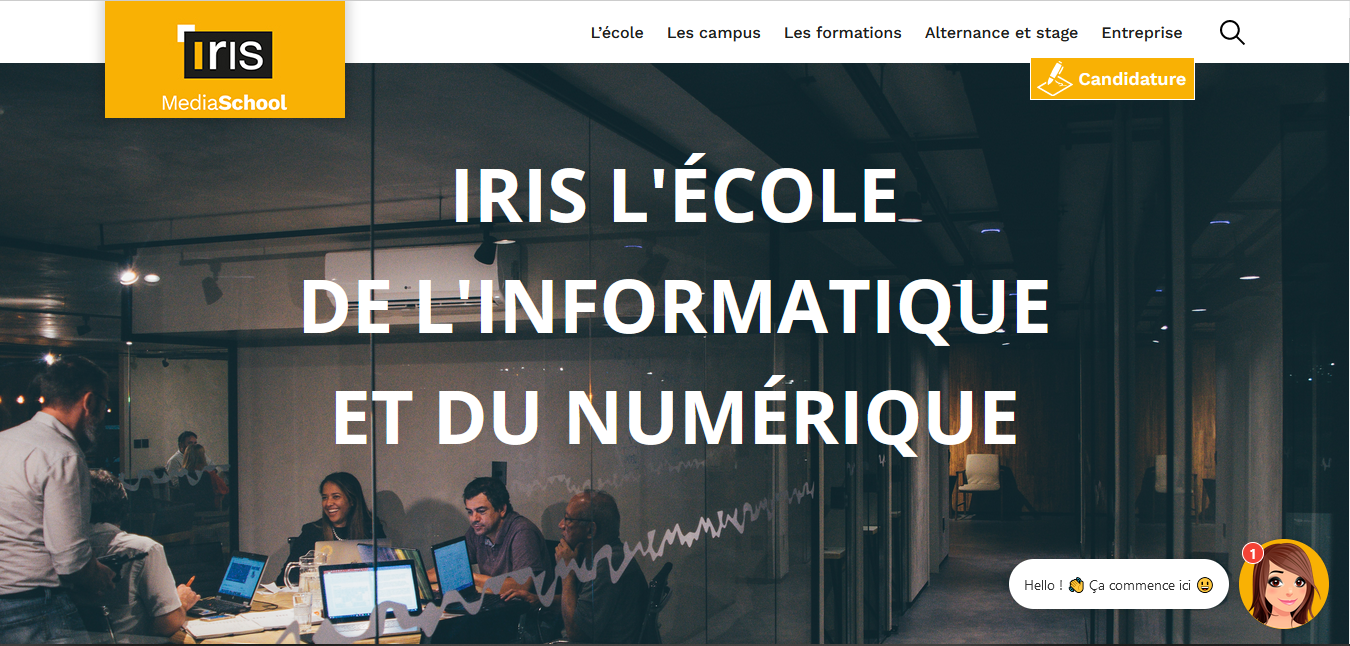 iris
MediaSchool
L'école Les campus Les formations Alternance et stage Entreprise
Candidature
IRIS L'ÉCOLE
DE L'INFORMATIQUE
ET DU NUMÉRIQUE
1
Hello ! 👏 Ça commence ici 😃